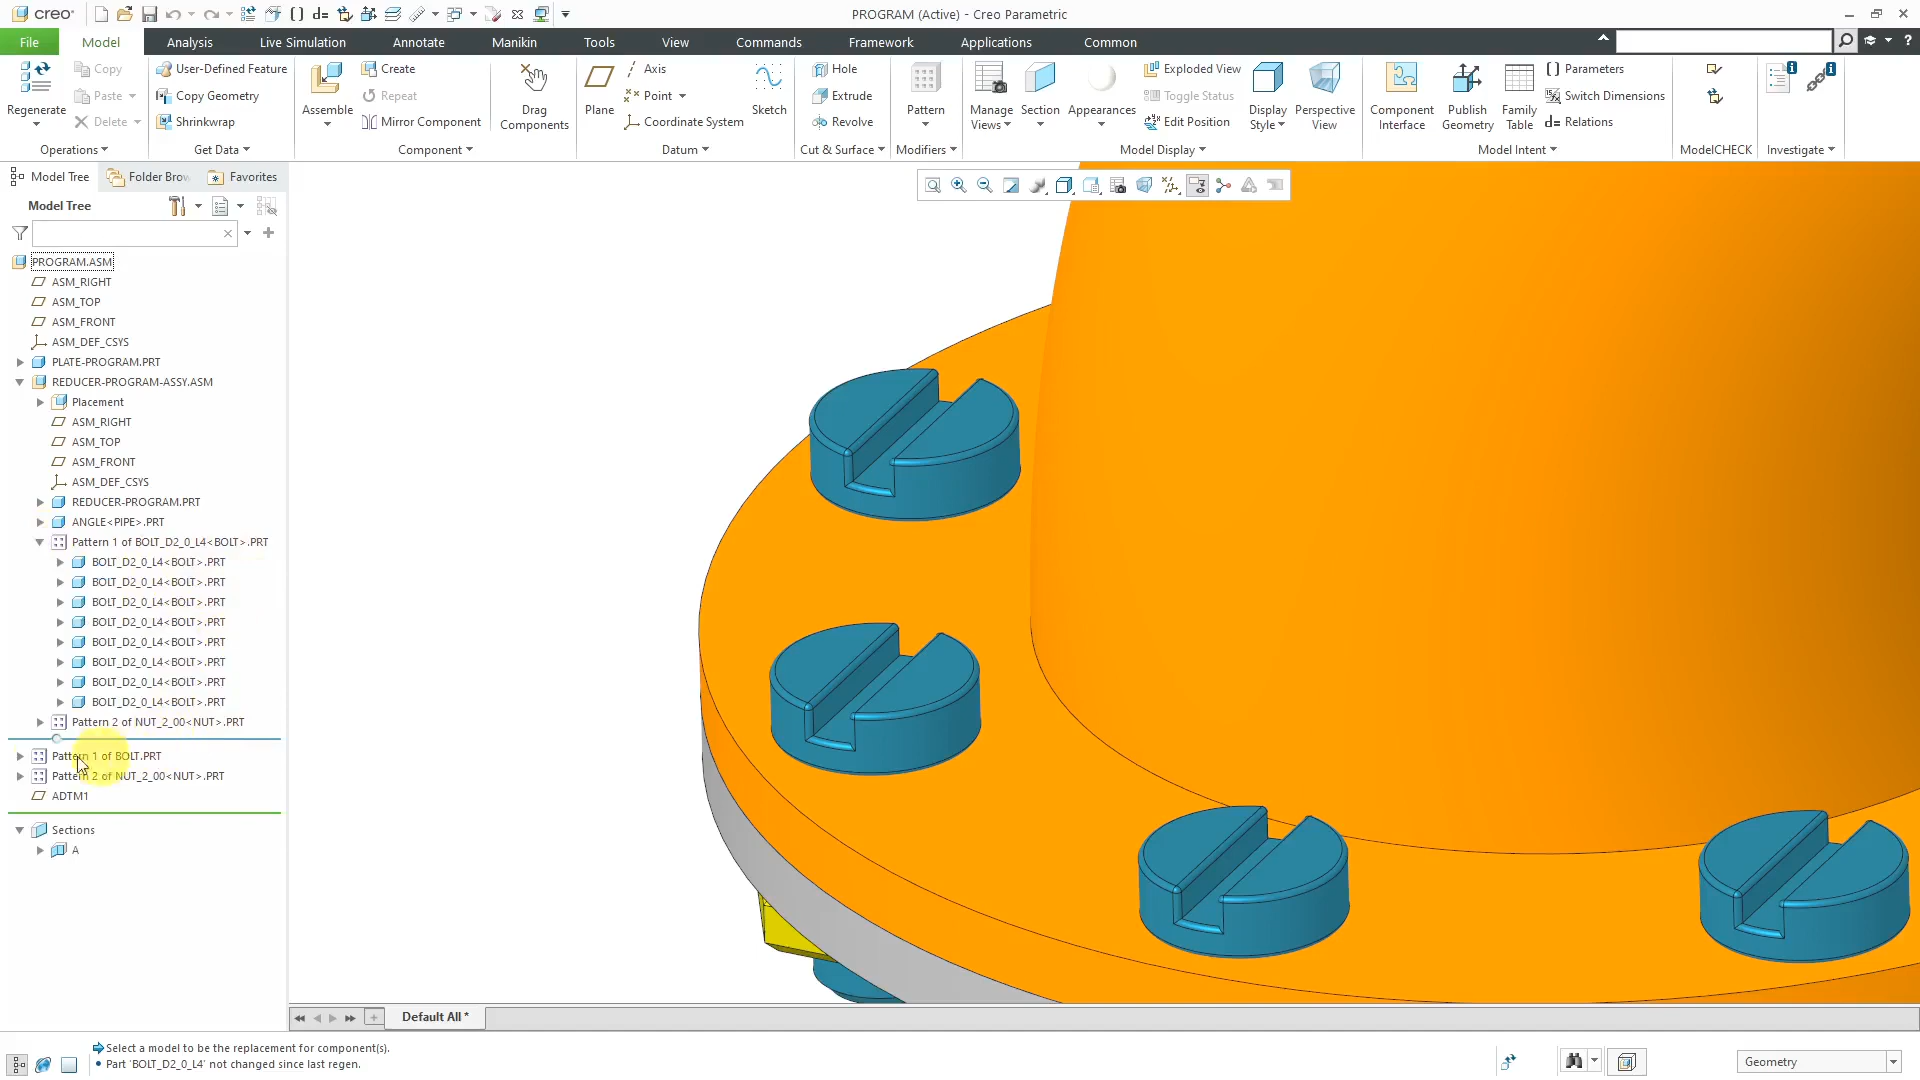 creo
PROGRAM (Active) - Creo Parametric
File
Model
Analysis
Live Simulation
Annotate
Manikin
Tools
View
Commands
Framework
Applications
Common
Regenerate
Copy
Paste
Delete
Operations
User-Defined Feature
Copy Geometry
Shrinkwrap
Get Data
Assemble
Create
Repeat
Mirror Component
Drag
Components
Component
Plane
Axis
Point
Coordinate System
Sketch
Datum
Hole
Extrude
Revolve
Cut & Surface
Pattern
Modifiers
Manage
Views
Section
Appearances
Exploded View
Toggle Status
Edit Position
Display
Style
Perspective
View
Model Display
Component
Interface
Publish
Geometry
Family
Table
Parameters
Switch Dimensions
d= Relations
Model Intent
ModelCHECK
Investigate
Model Tree
Folder Brow
Favorites
Model Tree
PROGRAM.ASM
ASM_RIGHT
ASM_TOP
ASM_FRONT
ASM_DEF_CSYS
PLATE-PROGRAM.PRT
REDUCER-PROGRAM-ASSY.ASM
Placement
ASM_RIGHT
ASM_TOP
ASM_FRONT
ASM_DEF_CSYS
REDUCER-PROGRAM.PRT
ANGLE<PIPE>.PRT
Pattern 1 of BOLT_D2_0_L4<BOLT>.PRT
BOLT_D2_0_L4<BOLT>.PRT
BOLT_D2_0_L4<BOLT>.PRT
BOLT_D2_0_L4<BOLT>.PRT
BOLT_D2_0_L4<BOLT>.PRT
BOLT_D2_0_L4<BOLT>.PRT
BOLT_D2_0_L4<BOLT>.PRT
BOLT_D2_0_L4<BOLT>.PRT
BOLT_D2_0_L4<BOLT>.PRT
Pattern 2 of NUT_2_00<NUT>.PRT
Pattern 1 of BOLT.PRT
Pattern 2 of NUT_2_00<NUT>.PRT
ADTM1
Sections
A
Default All *
Select a model to be the replacement for component(s).
• Part 'BOLT_D2_0_L4' not changed since last regen.
Geometry